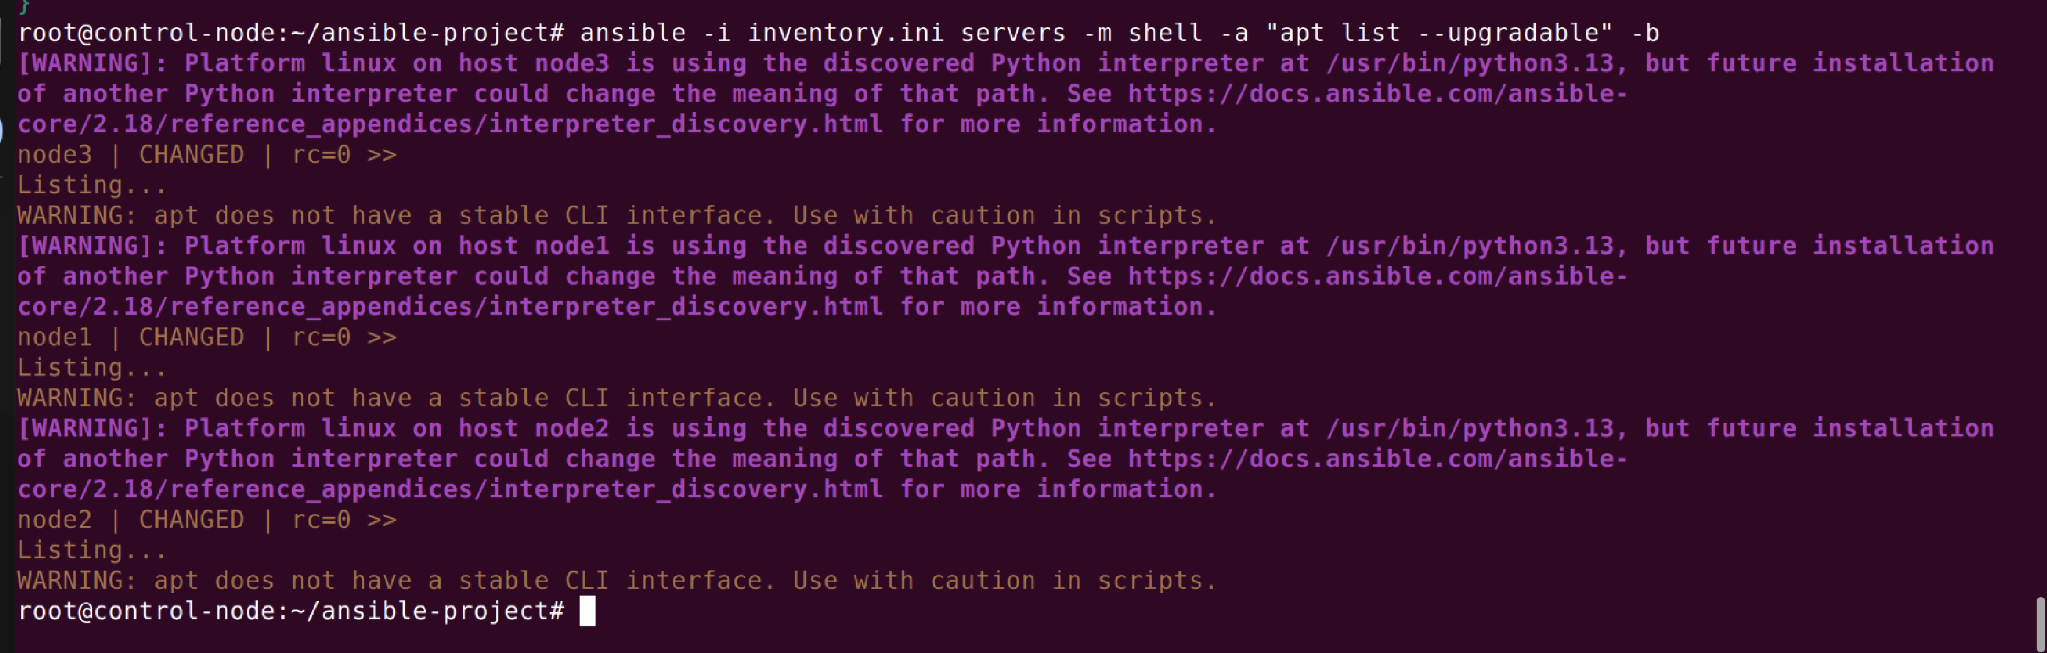 }
root@control-node:~/ansible-project# ansible -i inventory.ini servers -m shell -a "apt list --upgradable" -b
[WARNING]: Platform linux on host node3 is using the discovered Python interpreter at /usr/bin/python3.13, but future installation
of another Python interpreter could change the meaning of that path. See https://docs.ansible.com/ansible-
core/2.18/reference_appendices/interpreter_discovery.html for more information.
node3 | CHANGED | rc=0 >>
Listing...
WARNING: apt does not have a stable CLI interface. Use with caution in scripts.
[WARNING]: Platform linux on host node1 is using the discovered Python interpreter at /usr/bin/python3.13, but future installation
of another Python interpreter could change the meaning of that path. See https://docs.ansible.com/ansible-
core/2.18/reference_appendices/interpreter_discovery.html for more information.
node1 | CHANGED | rc=0 >>
Listing...
WARNING: apt does not have a stable CLI interface. Use with caution in scripts.
[WARNING]: Platform linux on host node2 is using the discovered Python interpreter at /usr/bin/python3.13, but future installation
of another Python interpreter could change the meaning of that path. See https://docs.ansible.com/ansible-
core/2.18/reference_appendices/interpreter_discovery.html for more information.
node2 | CHANGED | rc=0 >>
Listing...
WARNING: apt does not have a stable CLI interface. Use with caution in scripts.
root@control-node:~/ansible-project#